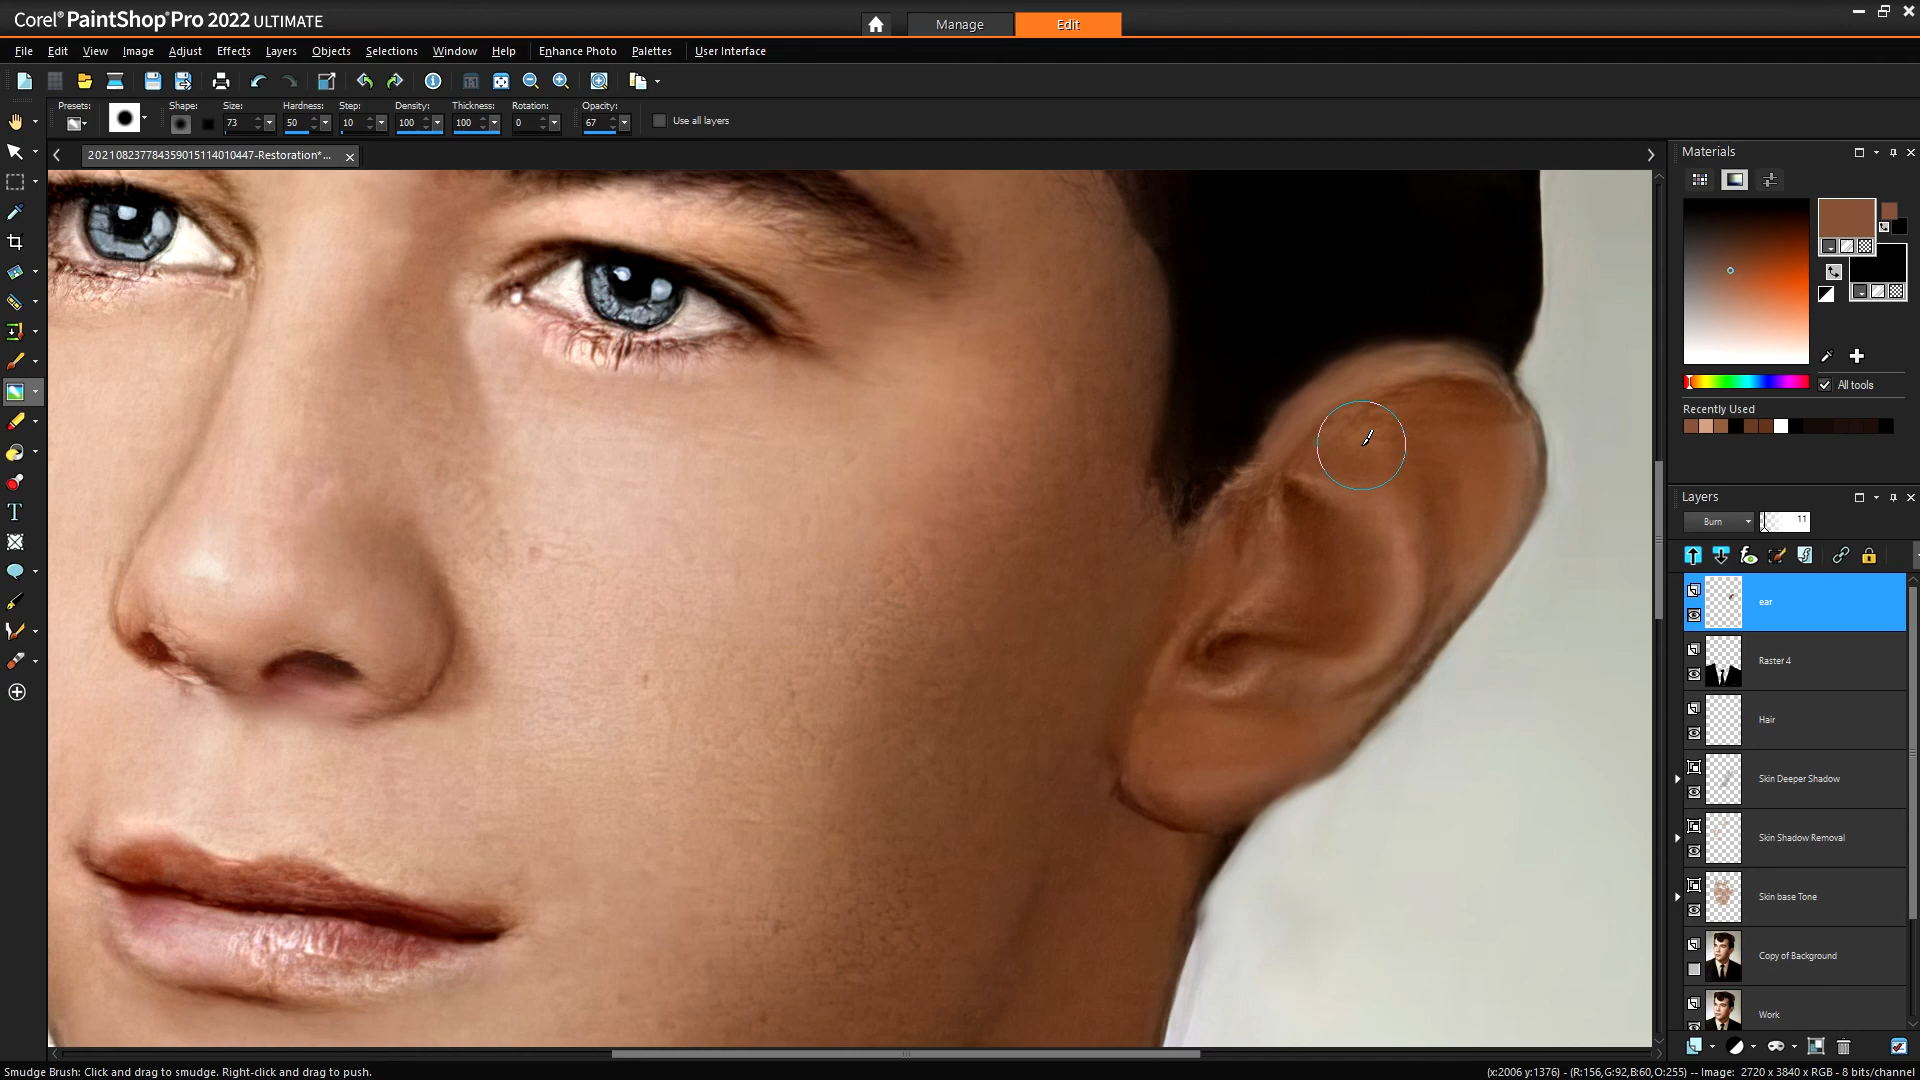 Corel® PaintShop® Pro 2022 ULTIMATE
Manage
Edit
File Edit View Image Adjust Effects Layers Objects Selections Window Help Enhance Photo Palettes User Interface
Presets: Shape: Size: Hardness: Step: Density: Thickness: Rotation: Opacity:
73 50 10 100 100 0 67 Use all layers
20210823778435901511401044​7-Restoration*...
Materials
All tools
Recently Used
Layers
Burn 11
ear
Raster 4
Hair
Skin Deeper Shadow
Skin Shadow Removal
Skin base Tone
Copy of Background
Work
Smudge Brush: Click and drag to smudge. Right-click and drag to push.
(x:2006 y:1376) - (R:156,G:92,B:60,O:255) -- Image: 2720 x 3840 x RGB - 8 bits/channel